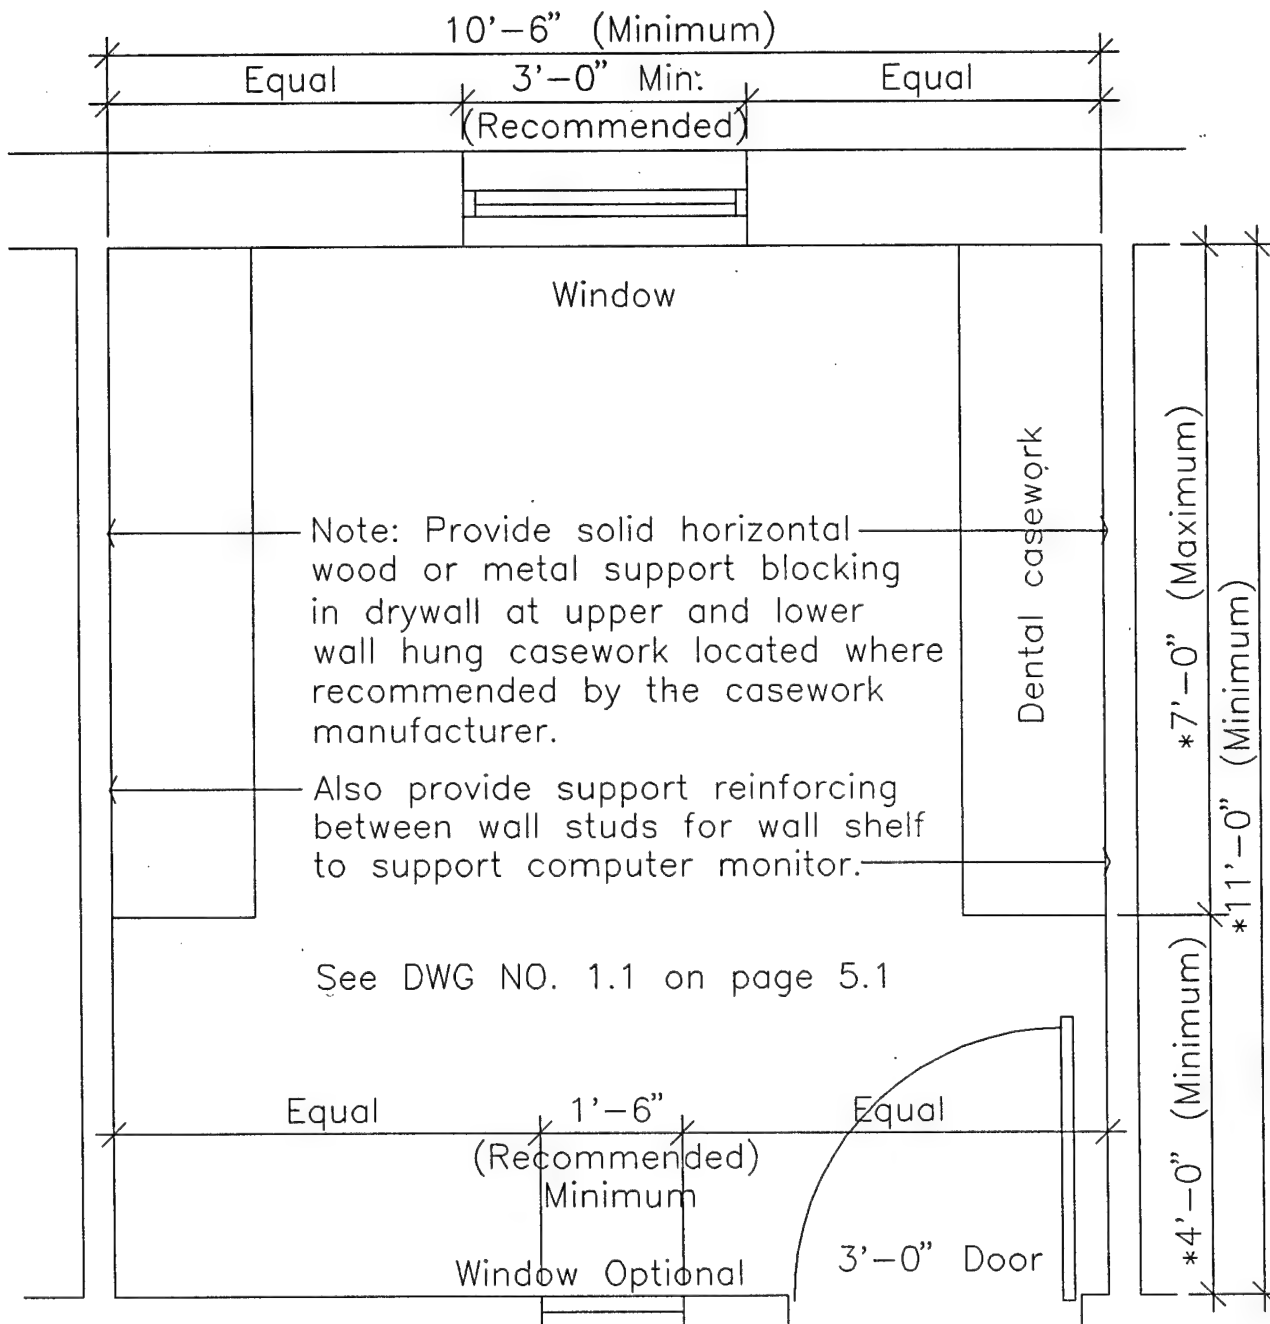 10'-6" (Minimum)
Equal
3'-0" Min.
Equal
(Recommended)
Window
Dental casework
*7'-0" (Maximum)
*11'-0" (Minimum)
Note: Provide solid horizontal
wood or metal support blocking
in drywall at upper and lower
wall hung casework located where
recommended by the casework
manufacturer.
Also provide support reinforcing
between wall studs for wall shelf
to support computer monitor.
See DWG NO. 1.1 on page 5.1
*4'-0" (Minimum)
Equal
1'-6"
Equal
(Recommended)
Minimum
3'-0" Door
Window Optional